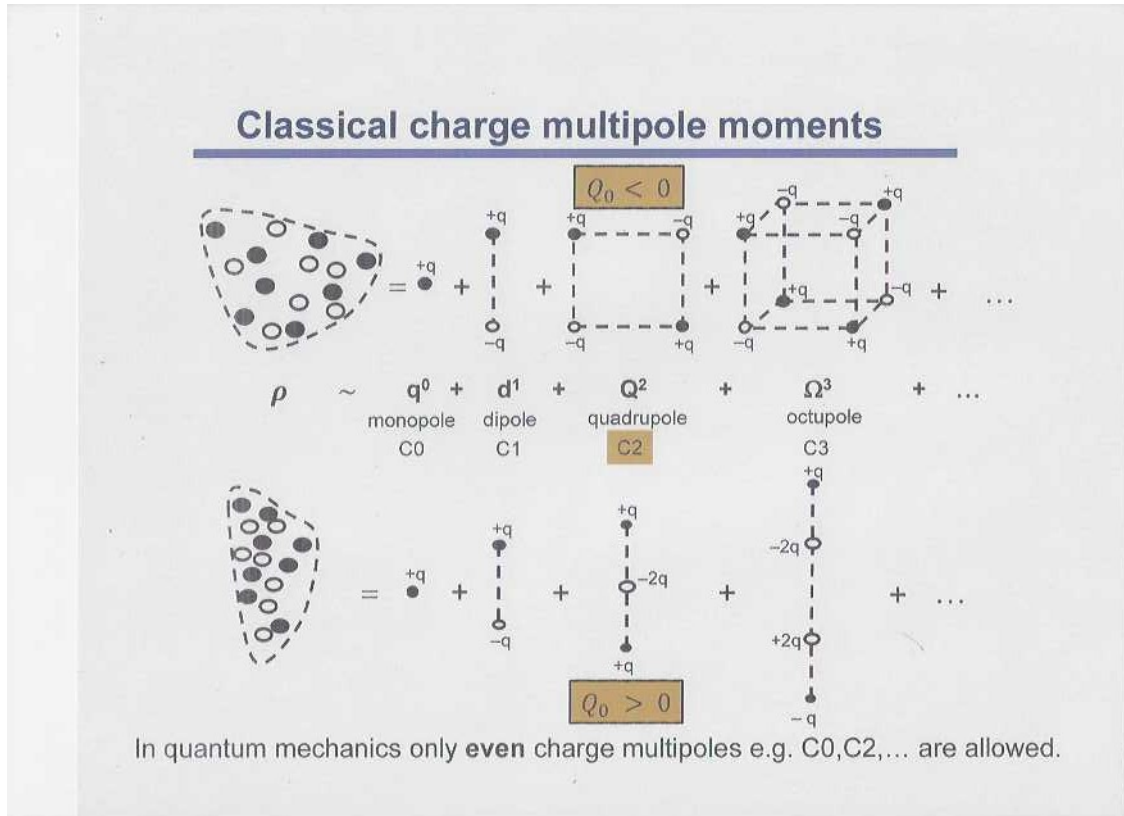 Classical charge multipole moments
Q₀ < 0
+q +q −q +q −q −q +q +q −q
= +q + + + + ...
−q −q +q +q −q −q +q
ρ ~ q⁰ + d¹ + Q² + Ω³ + ...
monopole dipole quadrupole octupole
C0 C1 C2 C3
+q
+q +q
−2q
= +q + + −2q + + ...
−q +2q
+q
Q₀ > 0
−q
In quantum mechanics only even charge multipoles e.g. C0,C2,... are allowed.